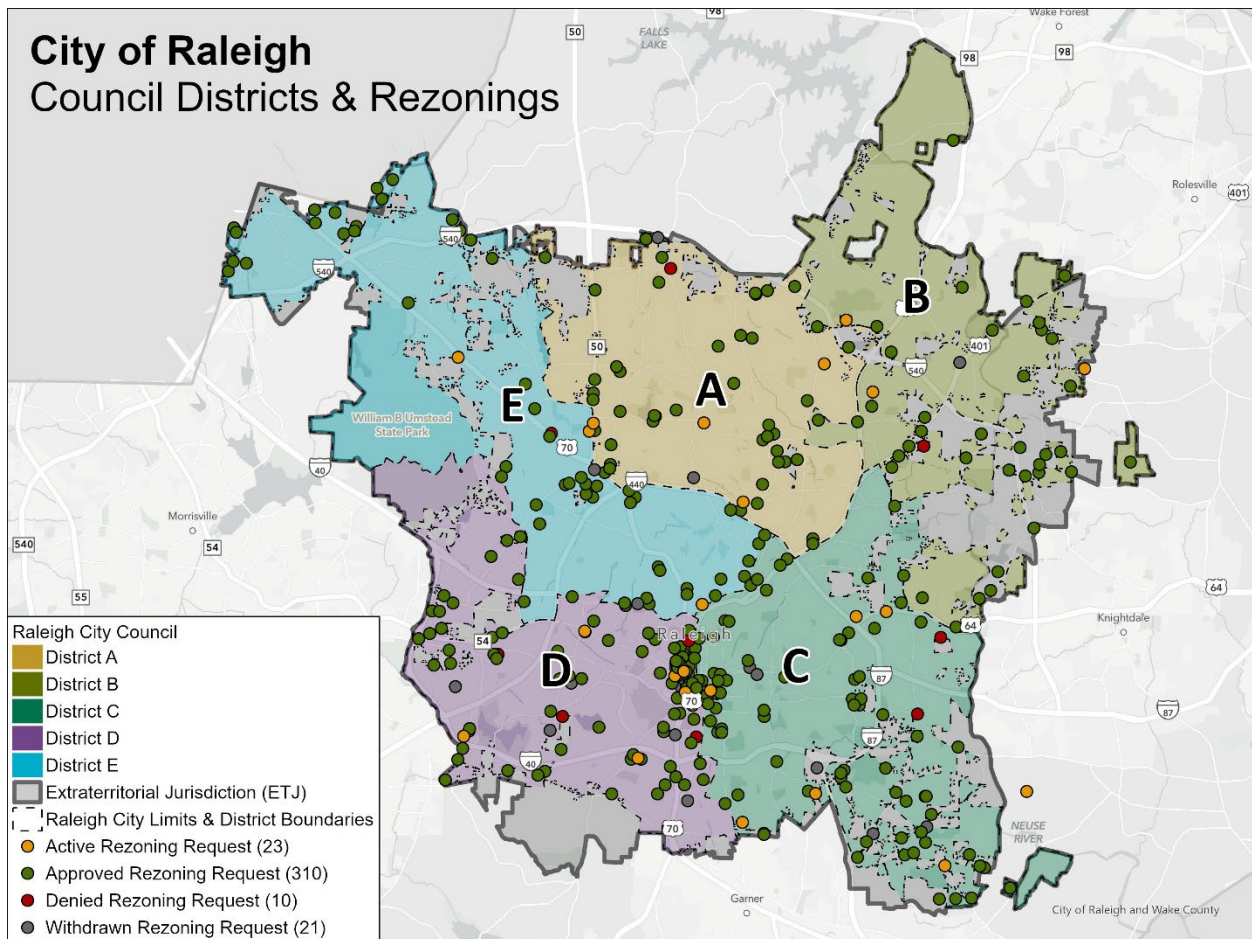 City of Raleigh
Council Districts & Rezonings
98
Wake Forest
50
FALLS
LAKE
98
98
Rolesville
401
540
540
B
401
50
540
A
E
William B Umstead
State Park
70
40
440
Morrisville
54
540
55
64
Knightdale
64
54
Raleigh
D
C
87
70
87
87
40
70
NEUSE
RIVER
Garner
City of Raleigh and Wake County
Raleigh City Council
District A
District B
District C
District D
District E
Extraterritorial Jurisdiction (ETJ)
Raleigh City Limits & District Boundaries
Active Rezoning Request (23)
Approved Rezoning Request (310)
Denied Rezoning Request (10)
Withdrawn Rezoning Request (21)